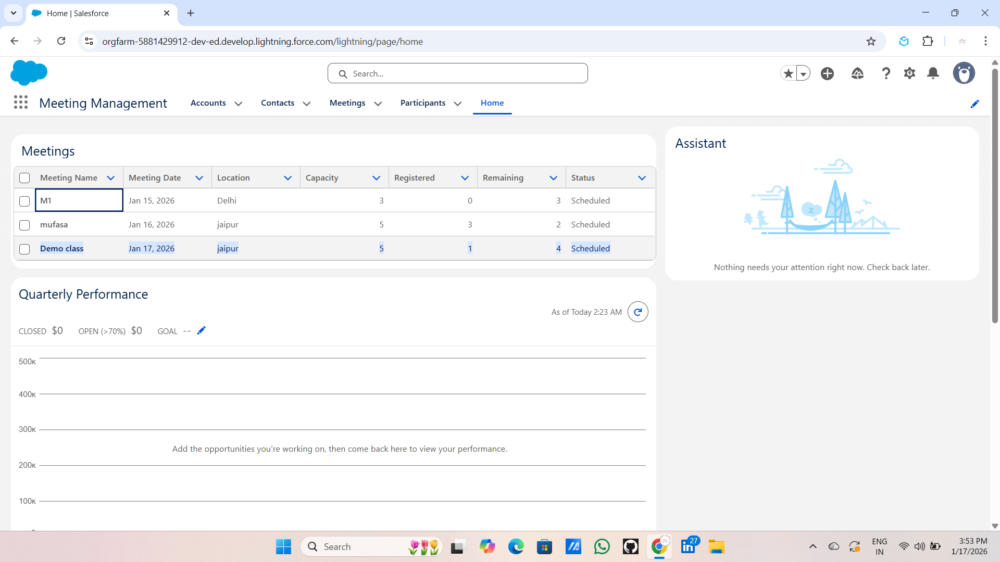 Home | Salesforce
orgfarm-5881429912-dev-ed.develop.lightning.force.com/lightning/page/home
Search...
Meeting Management
Accounts
Contacts
Meetings
Participants
Home
Meetings
Meeting Name Meeting Date Location Capacity Registered Remaining Status
M1 Jan 15, 2026 Delhi 3 0 3 Scheduled
mufasa Jan 16, 2026 jaipur 5 3 2 Scheduled
Demo class Jan 17, 2026 jaipur 5 1 4 Scheduled
Assistant
z
Nothing needs your attention right now. Check back later.
Quarterly Performance
As of Today 2:23 AM
CLOSED $0 OPEN (>70%) $0 GOAL --
500K
400K
300K
Add the opportunities you're working on, then come back here to view your performance.
200K
100K
Search
27
ENG
IN
3:53 PM
1/17/2026